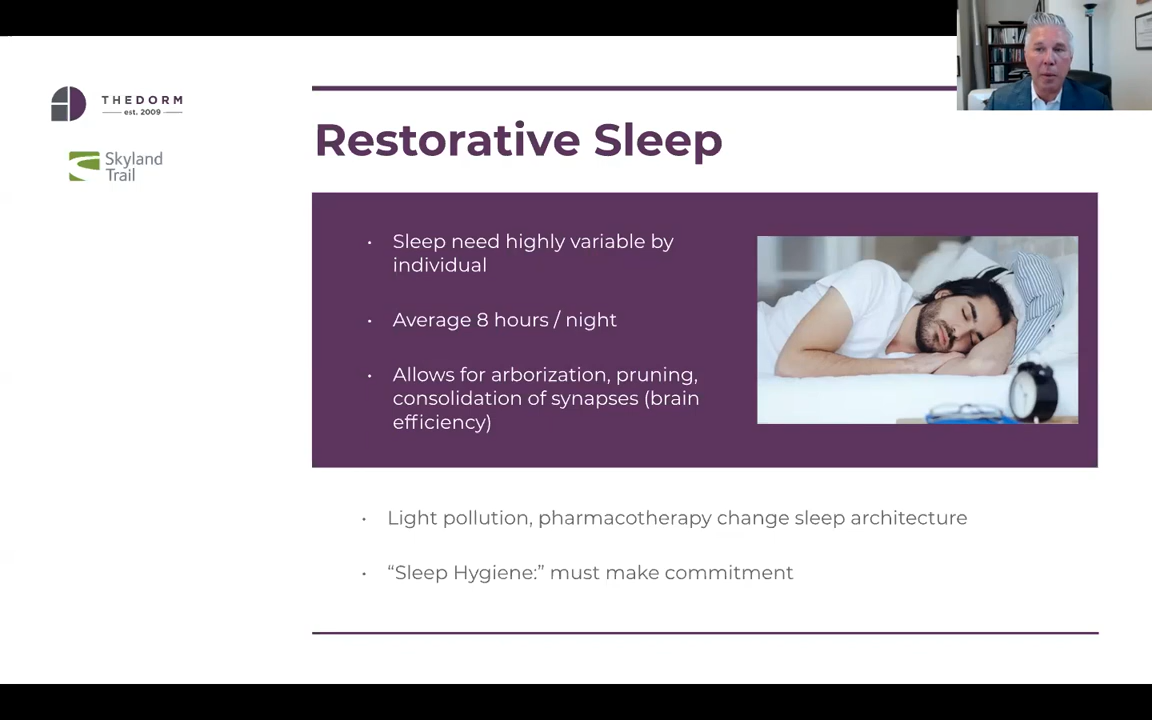 THEDORM
est. 2009
Skyland
Trail
Restorative Sleep
• Sleep need highly variable by
individual
• Average 8 hours / night
• Allows for arborization, pruning,
consolidation of synapses (brain
efficiency)
• Light pollution, pharmacotherapy change sleep architecture
• “Sleep Hygiene:” must make commitment